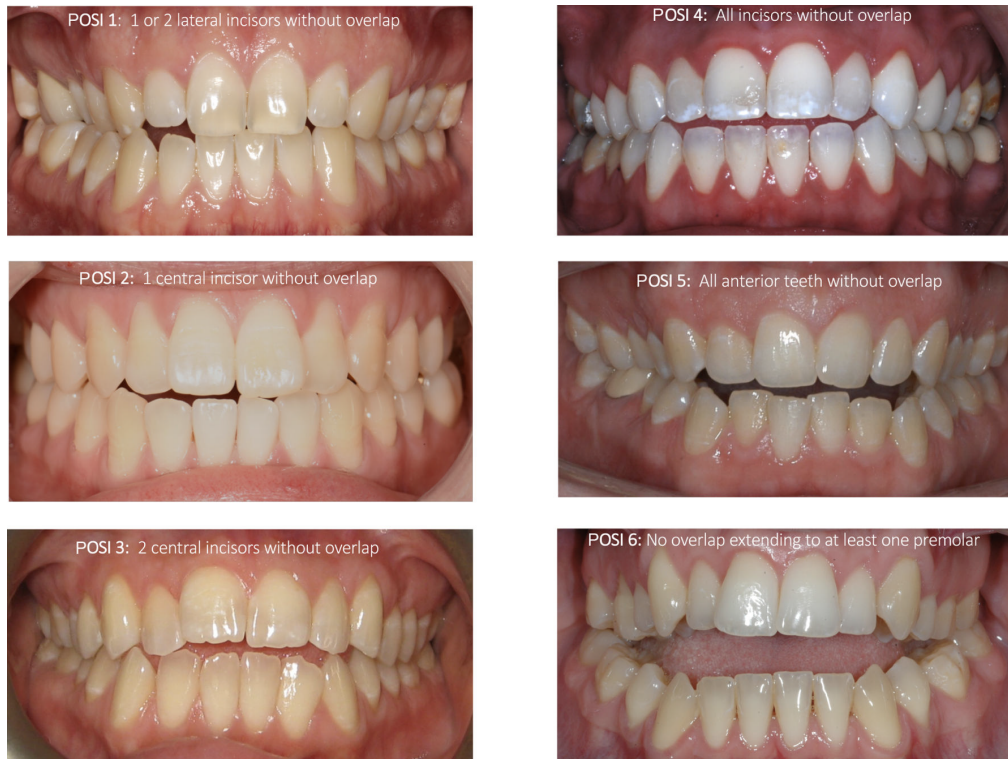 POSI 1: 1 or 2 lateral incisors without overlap
POSI 4: All incisors without overlap
POSI 2: 1 central incisor without overlap
POSI 5: All anterior teeth without overlap
POSI 3: 2 central incisors without overlap
POSI 6: No overlap extending to at least one premolar